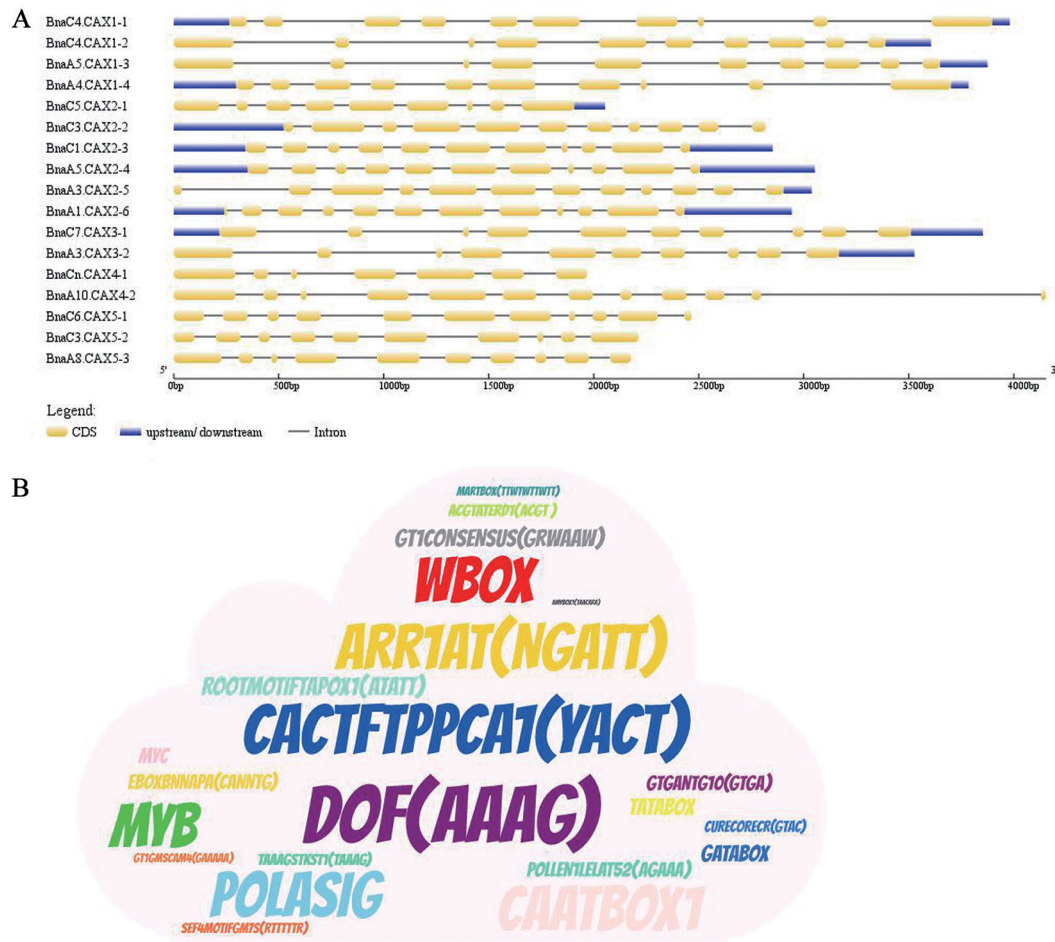 A
BnaC4.CAX1-1
BnaC4.CAX1-2
BnaA5.CAX1-3
BnaA4.CAX1-4
BnaC5.CAX2-1
BnaC3.CAX2-2
BnaC1.CAX2-3
BnaA5.CAX2-4
BnaA3.CAX2-5
BnaA1.CAX2-6
BnaC7.CAX3-1
BnaA3.CAX3-2
BnaCn.CAX4-1
BnaA10.CAX4-2
BnaC6.CAX5-1
BnaC3.CAX5-2
BnaA8.CAX5-3
5' 3
0bp 500bp 1000bp 1500bp 2000bp 2500bp 3000bp 3500bp 4000bp
Legend:
CDS upstream/ downstream Intron
B
MARTBOX(TTWTWTTWTT)
ACGTATERD1(ACGT )
GT1CONSENSUS(GRWAAW)
WBOX
ARR1AT(NGATT)
ROOTMOTIFTAPOX1(ATATT)
CACTFTPPCA1(YACT)
MYC
EBOXBNNAPA(CANNTG)
GTGANTG10(GTGA)
DOF(AAAG)
TATABOX
MYB
CURECORECR(GTAC)
GATABOX
GT1GMSCAM4(GAAAAA)
TAAAGSTKST1(TAAAG)
POLLEN1LELAT52(AGAAA)
POLASIG
CAATBOX1
SEF4MOTIFGM7S(RTTTTTR)